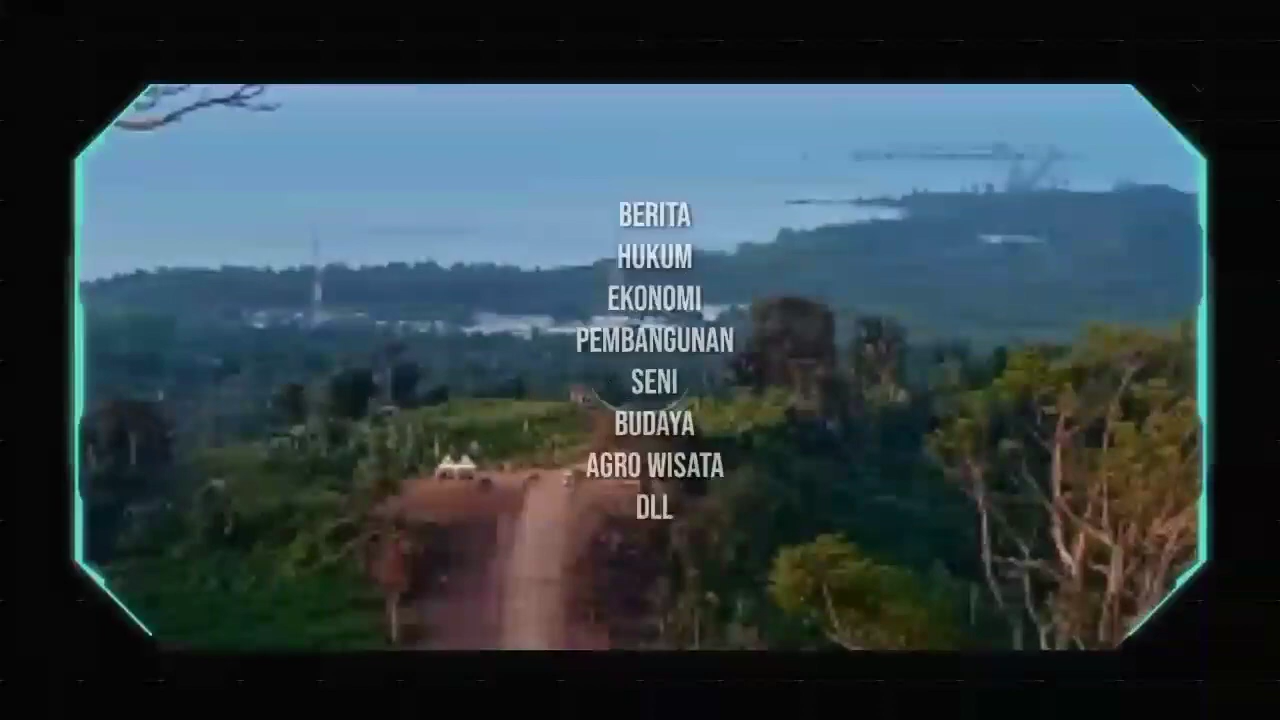 BERITA
HUKUM
EKONOMI
PEMBANGUNAN
SENI
BUDAYA
AGRO WISATA
DLL